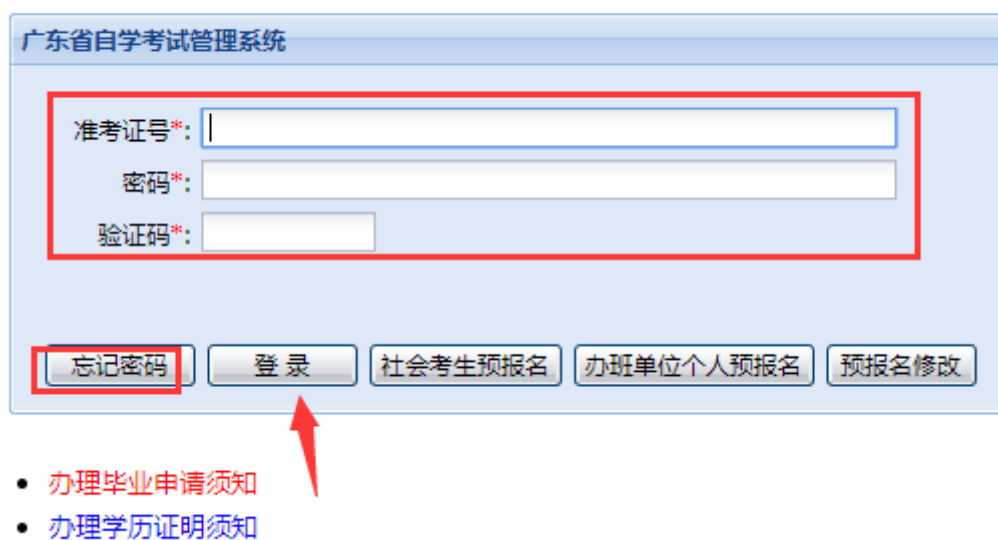 广东省自学考试管理系统
准考证号*:
密码*:
验证码*:
忘记密码 登 录 社会考生预报名 办班单位个人预报名 预报名修改
办理毕业申请须知
办理学历证明须知